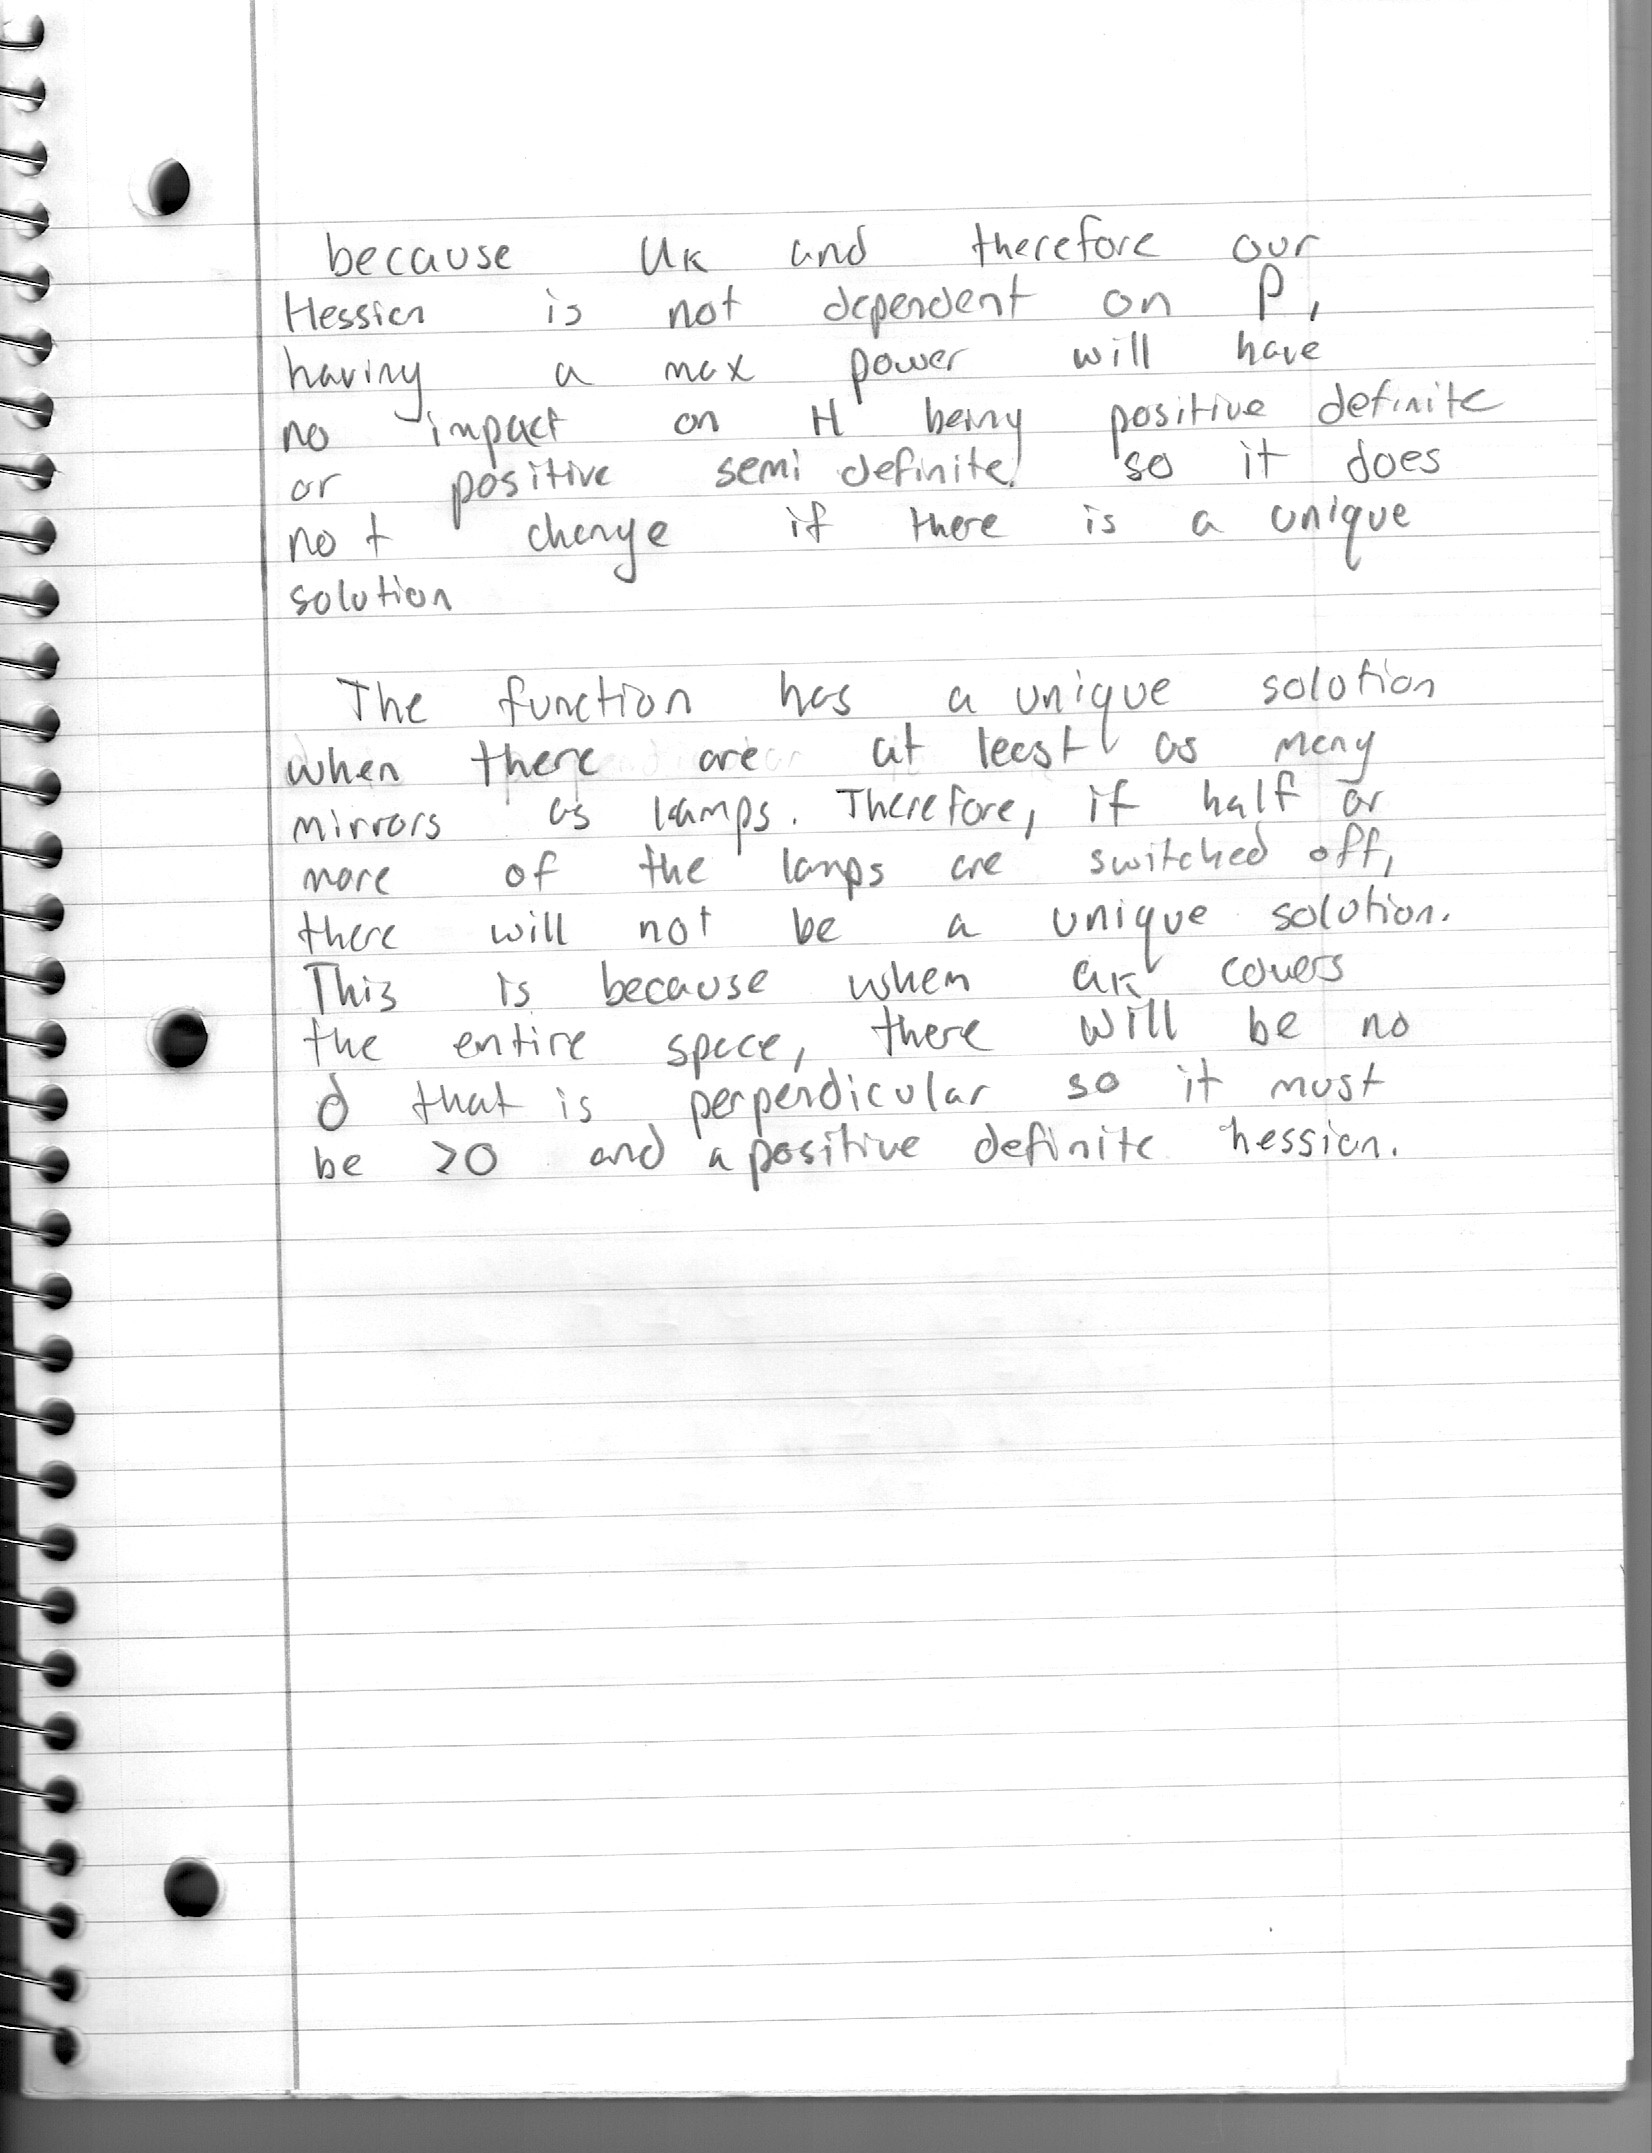 because uk and therefore our
Hessian is not dependent on P,
having a max power will have
no impact on H being positive definite
or positive semi definite. so it does
not change if there is a unique
solution
The function has a unique solution
when there are at least as many
mirrors as lamps. Therefore, if half or
more of the lamps are switched off,
there will not be a unique solution.
This is because when ak covers
the entire space, there will be no
d that is perpendicular so it must
be >0 and a positive definite hessian.